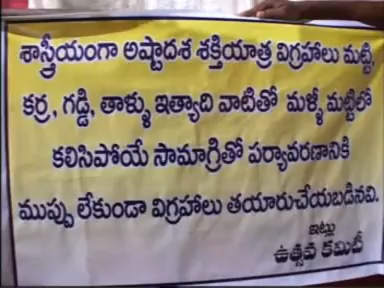 శాస్త్రీయంగా అష్టాదశ శక్తియాత్ర విగ్రహాలు మట్టి,
కర్ర, గడ్డి, తాళ్ళు ఇత్యాది వాటితో మళ్ళీ మట్టిలో
కలిసిపోయే సామాగ్రితో పర్యావరణానికి
ముప్పు లేకుండా విగ్రహాలు తయారుచేయబడినవి.
ఇట్లు
ఉత్సవ కమిటీ